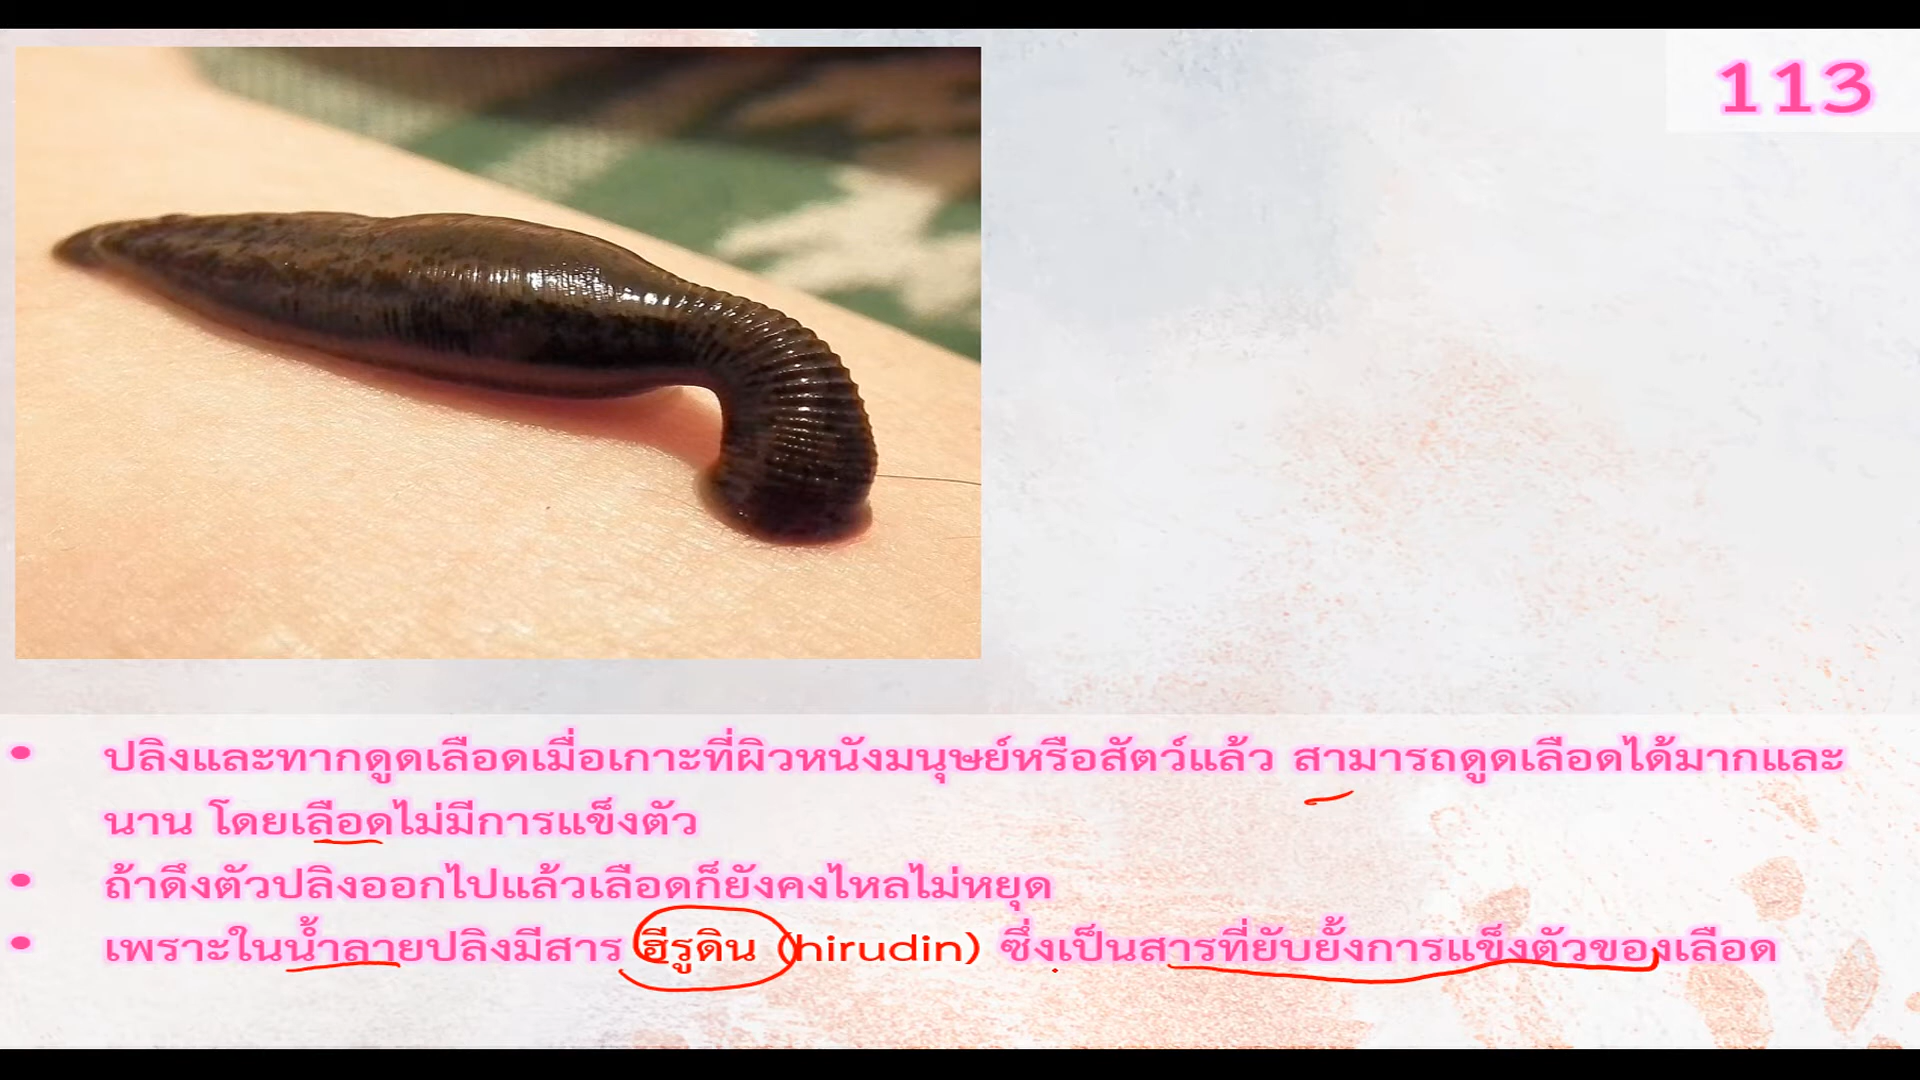 113
• ปลิงและทากดูดเลือดเมื่อเกาะที่ผิวหนังมนุษย์หรือสัตว์แล้ว สามารถดูดเลือดได้มากและ
นาน โดยเลือดไม่มีการแข็งตัว
• ถ้าดึงตัวปลิงออกไปแล้วเลือดก็ยังคงไหลไม่หยุด
• เพราะในน้ำลายปลิงมีสาร ฮีรูดิน (hirudin) ซึ่งเป็นสารที่ยับยั้งการแข็งตัวของเลือด